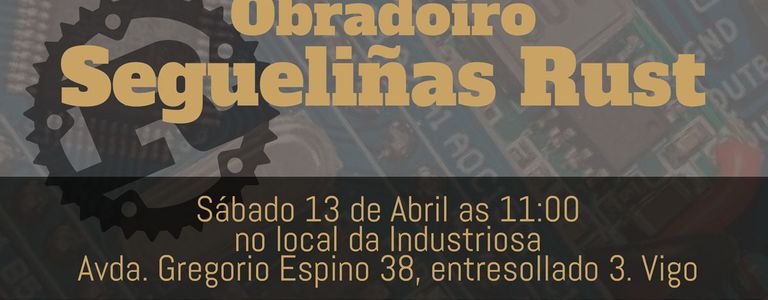 Obradoiro
Segueliñas Rust
Sábado 13 de Abril as 11:00
no local da Industriosa
Avda. Gregorio Espino 38, entresollado 3. Vigo
GND